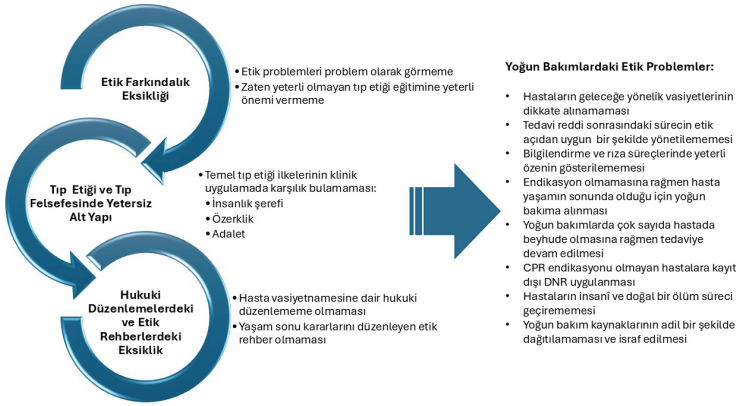 Etik Farkındalık
Eksikliği
• Etik problemleri problem olarak görmeme
• Zaten yeterli olmayan tıp etiği eğitimine yeterli
önemi vermeme
Tıp Etiği ve Tıp
Felsefesinde Yetersiz
Alt Yapı
• Temel tıp etiği ilkelerinin klinik
uygulamada karşılık bulamaması:
• İnsanlık şerefi
• Özerklik
• Adalet
Hukuki
Düzenlemelerdeki
ve Etik
Rehberlerdeki
Eksiklik
• Hasta vasiyetnamesine dair hukuki
düzenlememe olmaması
• Yaşam sonu kararlarını düzenleyen etik
rehber olmaması
Yoğun Bakımlardaki Etik Problemler:
• Hastaların geleceğe yönelik vasiyetlerinin
dikkate alınamaması
• Tedavi reddi sonrasındaki sürecin etik
açıdan uygun bir şekilde yönetilememesi
• Bilgilendirme ve rıza süreçlerinde yeterli
özenin gösterilememesi
• Endikasyon olmamasına rağmen hasta
yaşamın sonunda olduğu için yoğun
bakıma alınması
• Yoğun bakımlarda çok sayıda hastada
beyhude olmasına rağmen tedaviye
devam edilmesi
• CPR endikasyonu olmayan hastalara kayıt
dışı DNR uygulanması
• Hastaların insanî ve doğal bir ölüm süreci
geçirememesi
• Yoğun bakım kaynaklarının adil bir şekilde
dağıtılamaması ve israf edilmesi